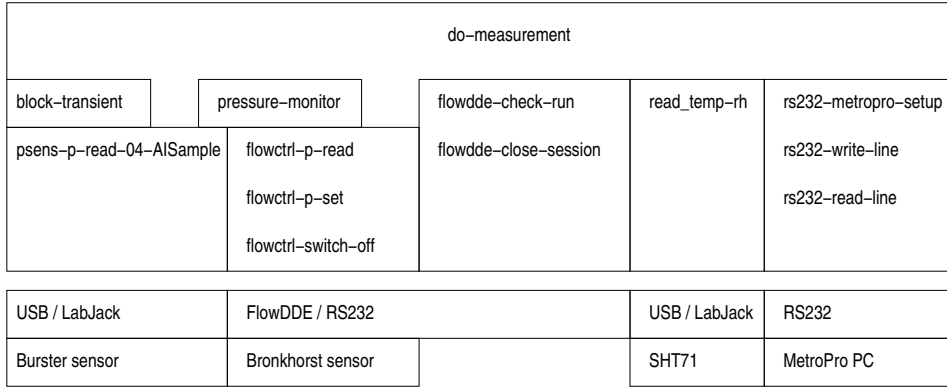 do–measurement
block–transient
pressure–monitor
flowdde–check–run
read_temp–rh
rs232–metropro–setup
psens–p–read–04–AISample
flowctrl–p–read
flowdde–close–session
rs232–write–line
flowctrl–p–set
rs232–read–line
flowctrl–switch–off
USB / LabJack
FlowDDE / RS232
USB / LabJack
RS232
Burster sensor
Bronkhorst sensor
SHT71
MetroPro PC